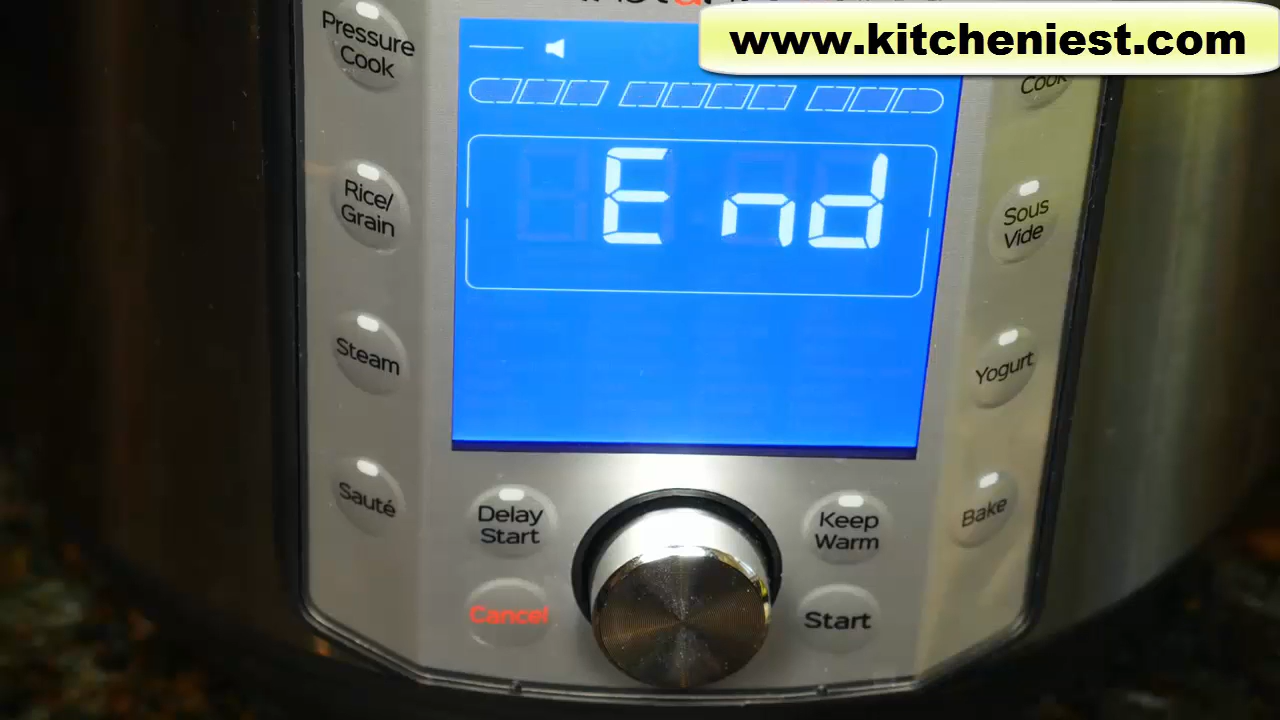 www.kitcheniest.com
Pressure
Cook
Cook
End
Rice/
Grain
Sous
Vide
Steam
Yogurt
Sauté
Delay
Start
Keep
Warm
Bake
Cancel
Start